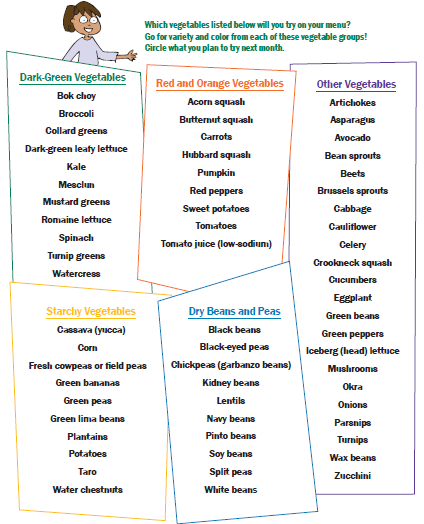 Which vegetables listed below will you try on your menu?
Go for variety and color from each of these vegetable groups!
Circle what you plan to try next month.
Dark-Green Vegetables
Bok choy
Broccoli
Collard greens
Dark-green leafy lettuce
Kale
Mesclun
Mustard greens
Romaine lettuce
Spinach
Turnip greens
Watercress
Red and Orange Vegetables
Acorn squash
Butternut squash
Carrots
Hubbard squash
Pumpkin
Red peppers
Sweet potatoes
Tomatoes
Tomato juice (low-sodium)
Other Vegetables
Artichokes
Asparagus
Avocado
Bean sprouts
Beets
Brussels sprouts
Cabbage
Cauliflower
Celery
Crookneck squash
Cucumbers
Eggplant
Green beans
Green peppers
Iceberg (head) lettuce
Mushrooms
Okra
Onions
Parsnips
Turnips
Wax beans
Zucchini
Starchy Vegetables
Cassava (yucca)
Corn
Fresh cowpeas or field peas
Green bananas
Green peas
Green lima beans
Plantains
Potatoes
Taro
Water chestnuts
Dry Beans and Peas
Black beans
Black-eyed peas
Chickpeas (garbanzo beans)
Kidney beans
Lentils
Navy beans
Pinto beans
Soy beans
Split peas
White beans